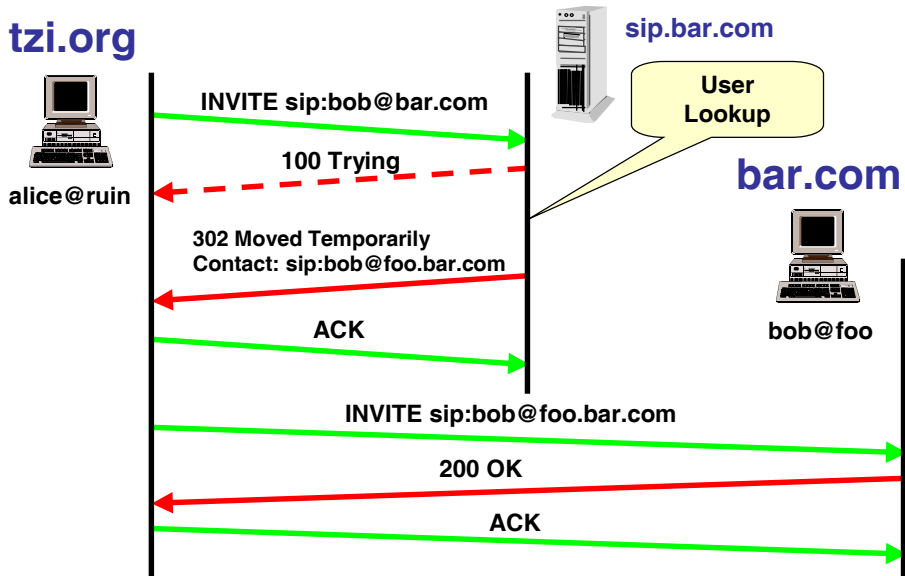 tzi.org
sip.bar.com
User
Lookup
INVITE sip:bob@bar.com
100 Trying
alice@ruin
bar.com
302 Moved Temporarily
Contact: sip:bob@foo.bar.com
ACK
bob@foo
INVITE sip:bob@foo.bar.com
200 OK
ACK